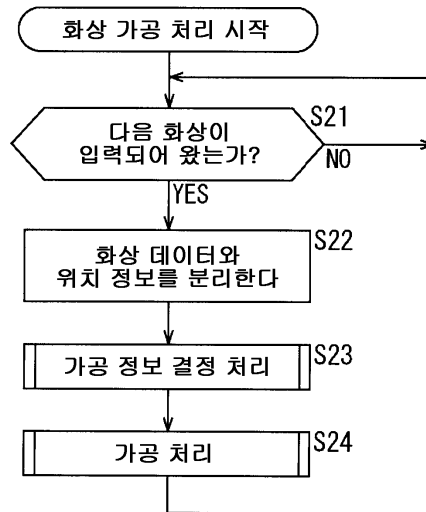 화상 가공 처리 시작
S21
다음 화상이
입력되어 왔는가?
NO
YES
S22
화상 데이터와
위치 정보를 분리한다
가공 정보 결정 처리 S23
가공 처리 S24